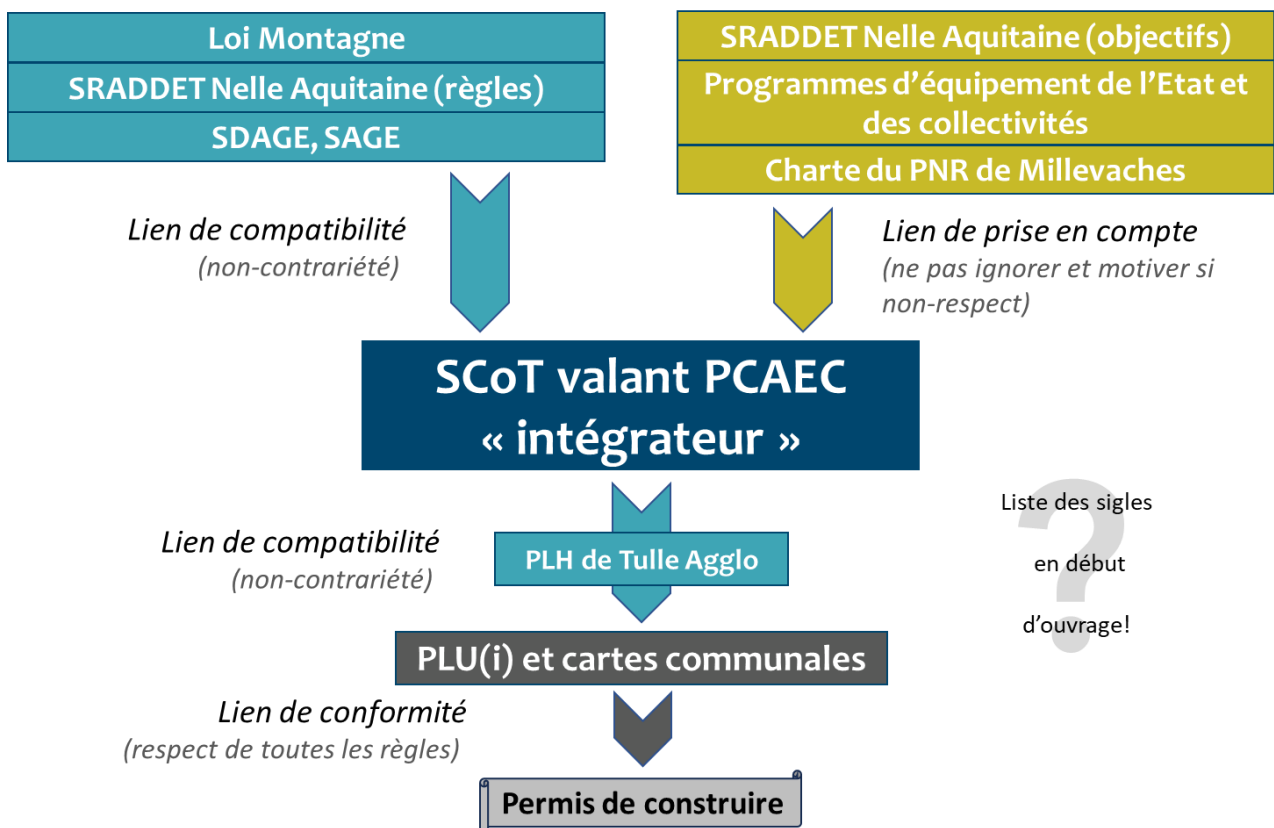 Loi Montagne
SRADDET Nelle Aquitaine (règles)
SDAGE, SAGE
SRADDET Nelle Aquitaine (objectifs)
Programmes d’équipement de l’Etat et
des collectivités
Charte du PNR de Millevaches
Lien de compatibilité
(non-contrariété)
Lien de prise en compte
(ne pas ignorer et motiver si
non-respect)
SCoT valant PCAEC
« intégrateur »
Lien de compatibilité
(non-contrariété)
PLH de Tulle Agglo
?
Liste des sigles
en début
d’ouvrage!
PLU(i) et cartes communales
Lien de conformité
(respect de toutes les règles)
Permis de construire